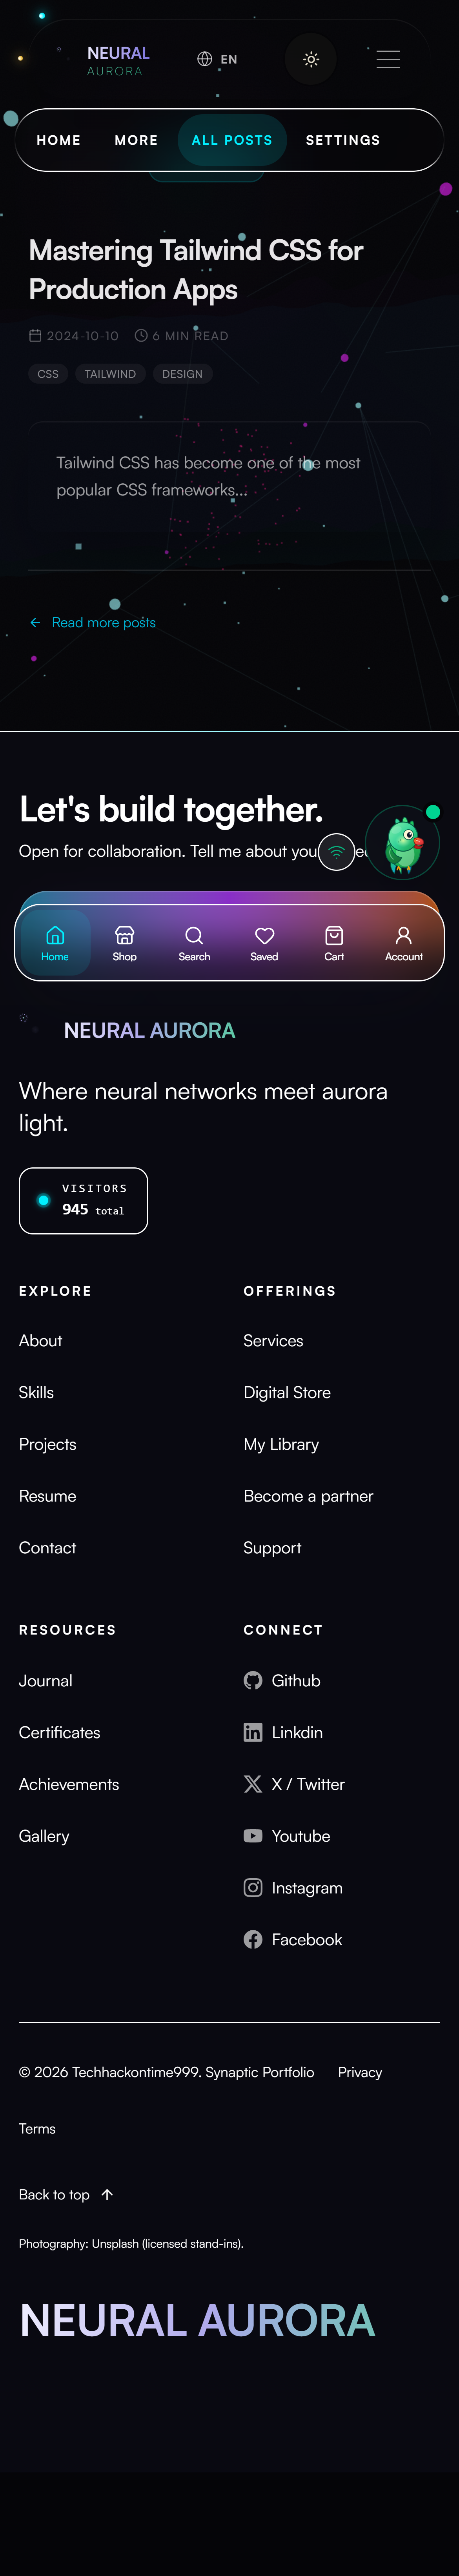 NEURAL
AURORA
EN
HOME MORE ALL POSTS SETTINGS
Mastering Tailwind CSS for
Production Apps
2024-10-10 6 MIN READ
CSS TAILWIND DESIGN
Tailwind CSS has become one of the most
popular CSS frameworks...
Read more posts
Let's build together.
Open for collaboration. Tell me about
Home Shop Search Saved Cart Account
NEURAL AURORA
Where neural networks meet aurora
light.
VISITORS
945 total
EXPLORE
About
Skills
Projects
Resume
Contact
OFFERINGS
Services
Digital Store
My Library
Become a partner
Support
RESOURCES
Journal
Certificates
Achievements
Gallery
CONNECT
Github
Linkdin
X / Twitter
Youtube
Instagram
Facebook
© 2026 Techhackontime999. Synaptic Portfolio Privacy
Terms
Back to top
Photography: Unsplash (licensed stand-ins).
NEURAL AURORA